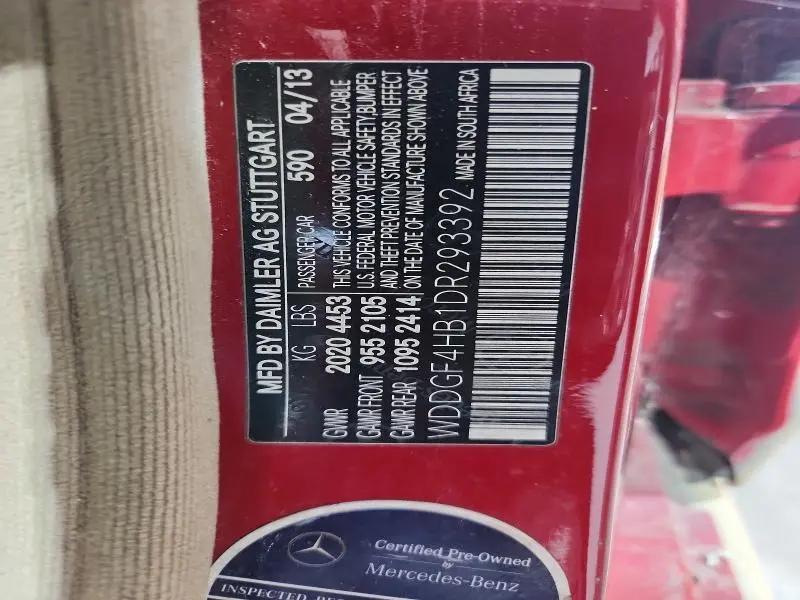 MFD BY DAIMLER AG STUTTGART
KG LBS PASSENGER CAR 590 04/13
GVWR 2020 4453 THIS VEHICLE CONFORMS TO ALL APPLICABLE
GAWR FRONT 955 2105 U.S. FEDERAL MOTOR VEHICLE SAFETY,BUMPER
GAWR REAR 1095 2414 AND THEFT PREVENTION STANDARDS IN EFFECT
ON THE DATE OF MANUFACTURE SHOWN ABOVE
WDDGF4HB1DR293392 MADE IN SOUTH AFRICA
Certified Pre-Owned
by
Mercedes-Benz
INSPECTED